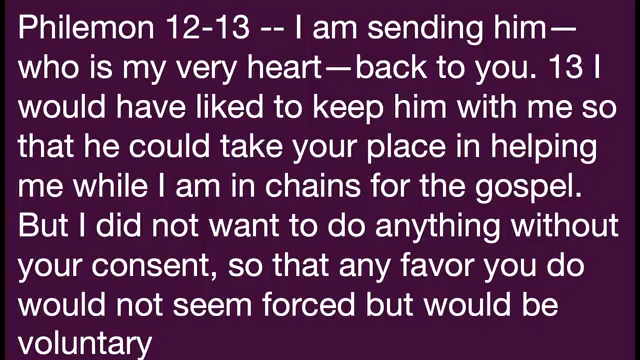 Philemon 12-13 -- I am sending him—
who is my very heart—back to you. 13 I
would have liked to keep him with me so
that he could take your place in helping
me while I am in chains for the gospel.
But I did not want to do anything without
your consent, so that any favor you do
would not seem forced but would be
voluntary